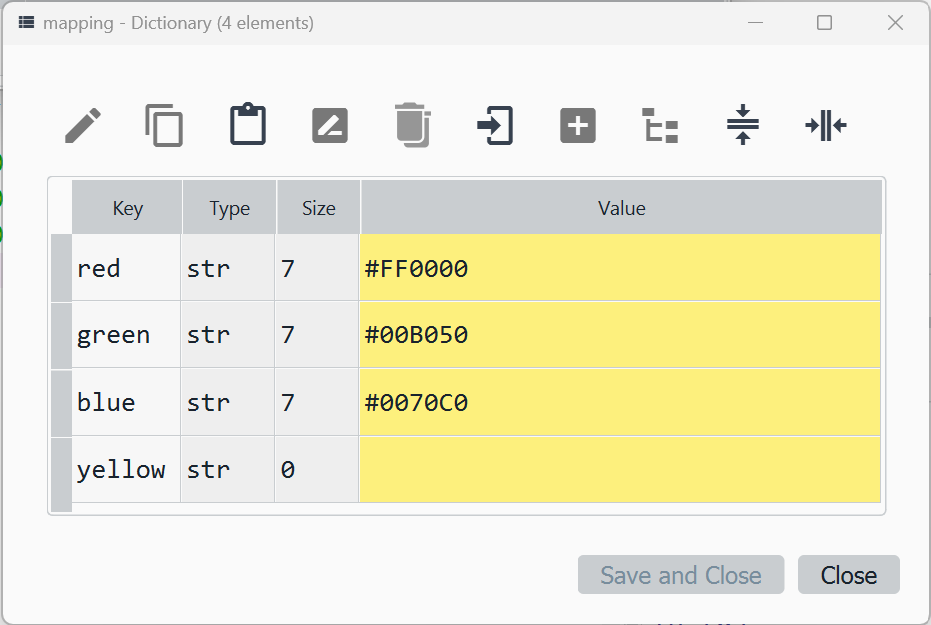 mapping - Dictionary (4 elements)
Key Type Size Value
red str 7 #FF0000
green str 7 #00B050
blue str 7 #0070C0
yellow str 0
Save and Close Close